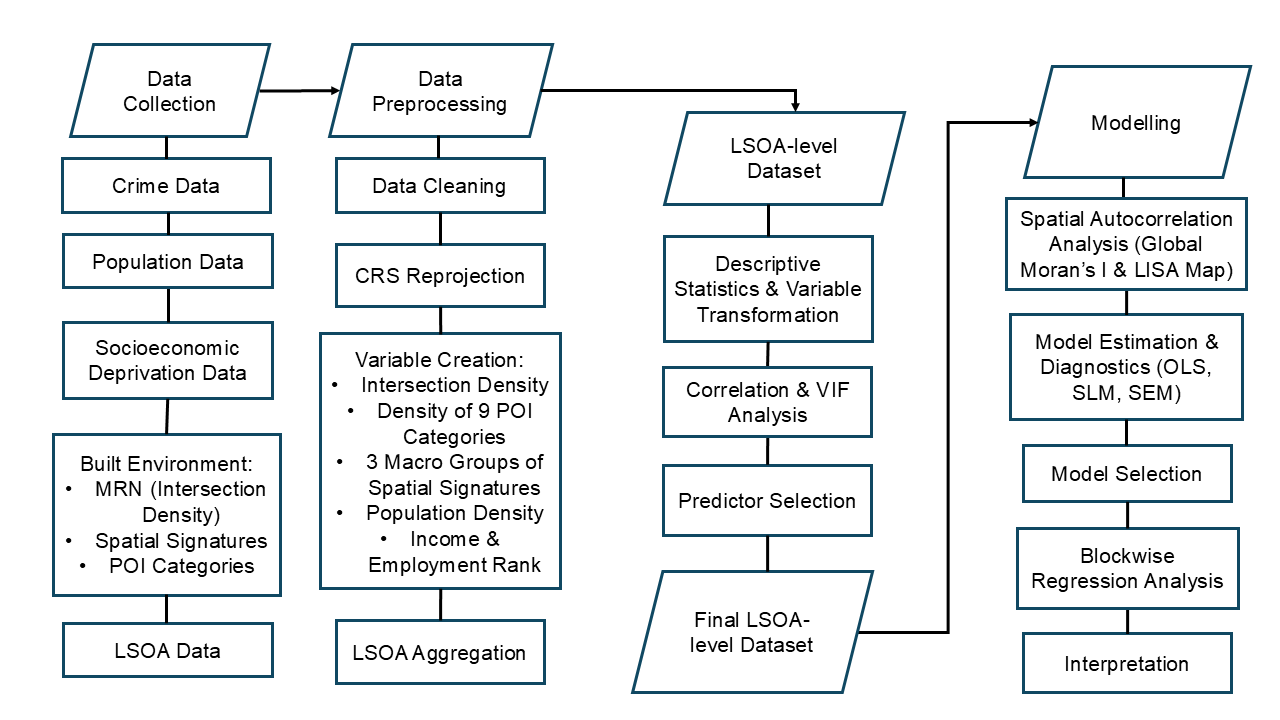 Data
Collection
Crime Data
Population Data
Socioeconomic
Deprivation Data
Built Environment:
• MRN (Intersection
Density)
• Spatial Signatures
• POI Categories
LSOA Data
Data
Preprocessing
Data Cleaning
CRS Reprojection
Variable Creation:
• Intersection Density
• Density of 9 POI
Categories
• 3 Macro Groups of
Spatial Signatures
• Population Density
• Income &
Employment Rank
LSOA Aggregation
LSOA-level
Dataset
Descriptive
Statistics & Variable
Transformation
Correlation & VIF
Analysis
Predictor Selection
Final LSOA-
level Dataset
Modelling
Spatial Autocorrelation
Analysis (Global
Moran’s I & LISA Map)
Model Estimation &
Diagnostics (OLS,
SLM, SEM)
Model Selection
Blockwise
Regression Analysis
Interpretation